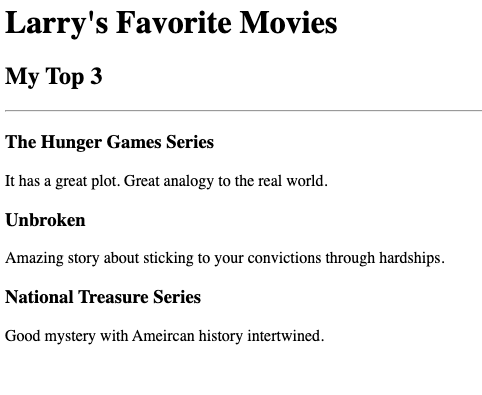 Larry's Favorite Movies
My Top 3
The Hunger Games Series
It has a great plot. Great analogy to the real world.
Unbroken
Amazing story about sticking to your convictions through hardships.
National Treasure Series
Good mystery with Ameircan history intertwined.